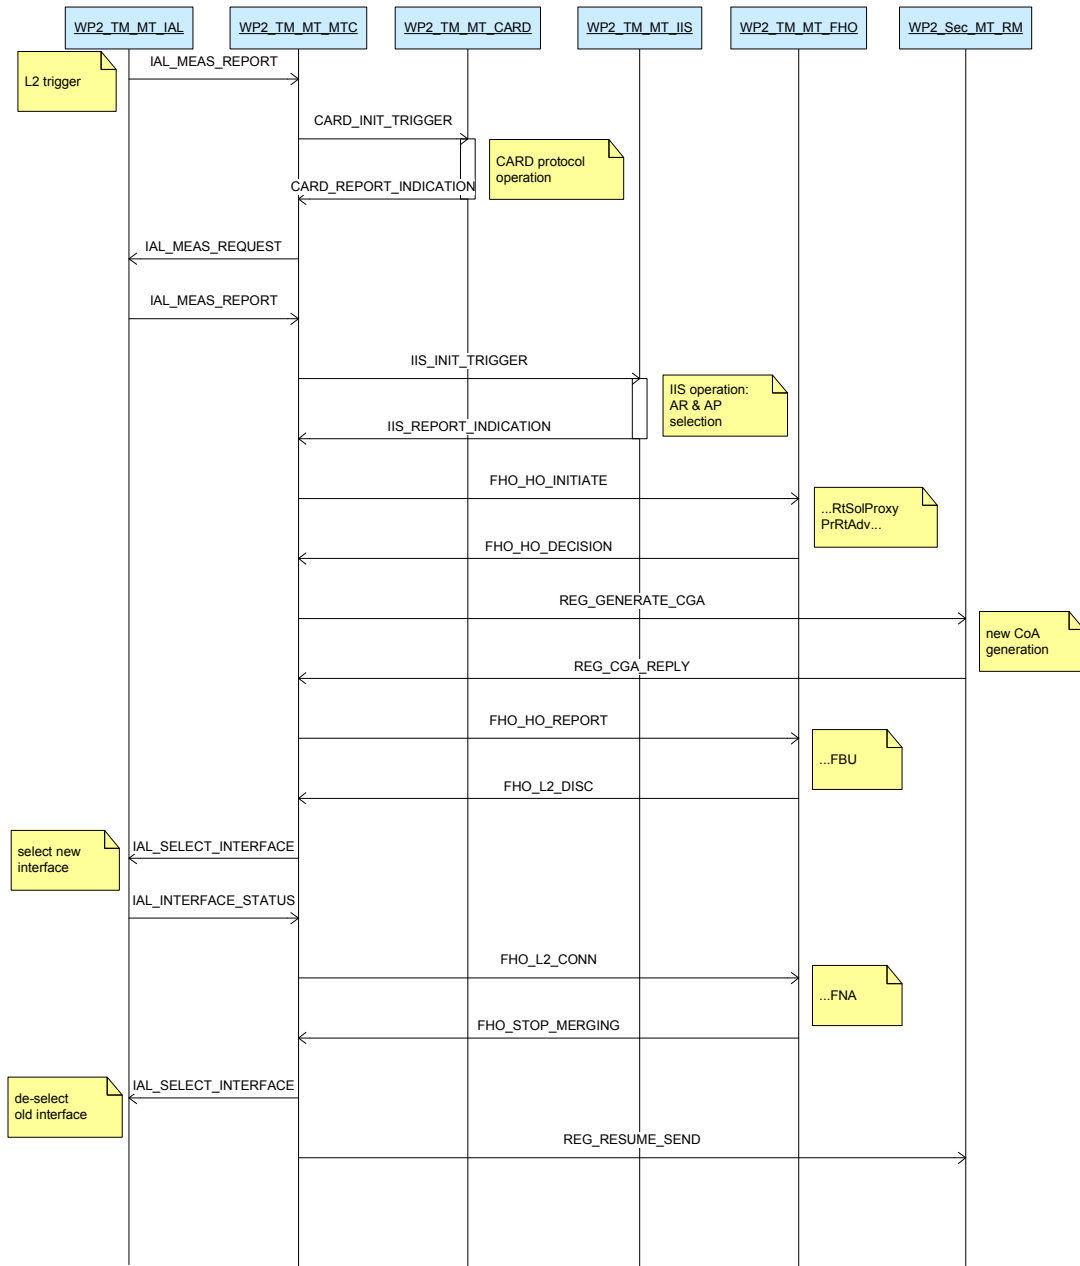 WP2_TM_MT_IAL
WP2_TM_MT_MTC
WP2_TM_MT_CARD
WP2_TM_MT_IIS
WP2_TM_MT_FHO
WP2_Sec_MT_RM
L2 trigger
IAL_MEAS_REPORT
CARD_INIT_TRIGGER
CARD protocol
operation
CARD_REPORT_INDICATION
IAL_MEAS_REQUEST
IAL_MEAS_REPORT
IIS_INIT_TRIGGER
IIS operation:
AR & AP
selection
IIS_REPORT_INDICATION
FHO_HO_INITIATE
...RtSolProxy
PrRtAdv...
FHO_HO_DECISION
REG_GENERATE_CGA
new CoA
generation
REG_CGA_REPLY
FHO_HO_REPORT
...FBU
FHO_L2_DISC
select new
interface
IAL_SELECT_INTERFACE
IAL_INTERFACE_STATUS
FHO_L2_CONN
...FNA
FHO_STOP_MERGING
de-select
old interface
IAL_SELECT_INTERFACE
REG_RESUME_SEND